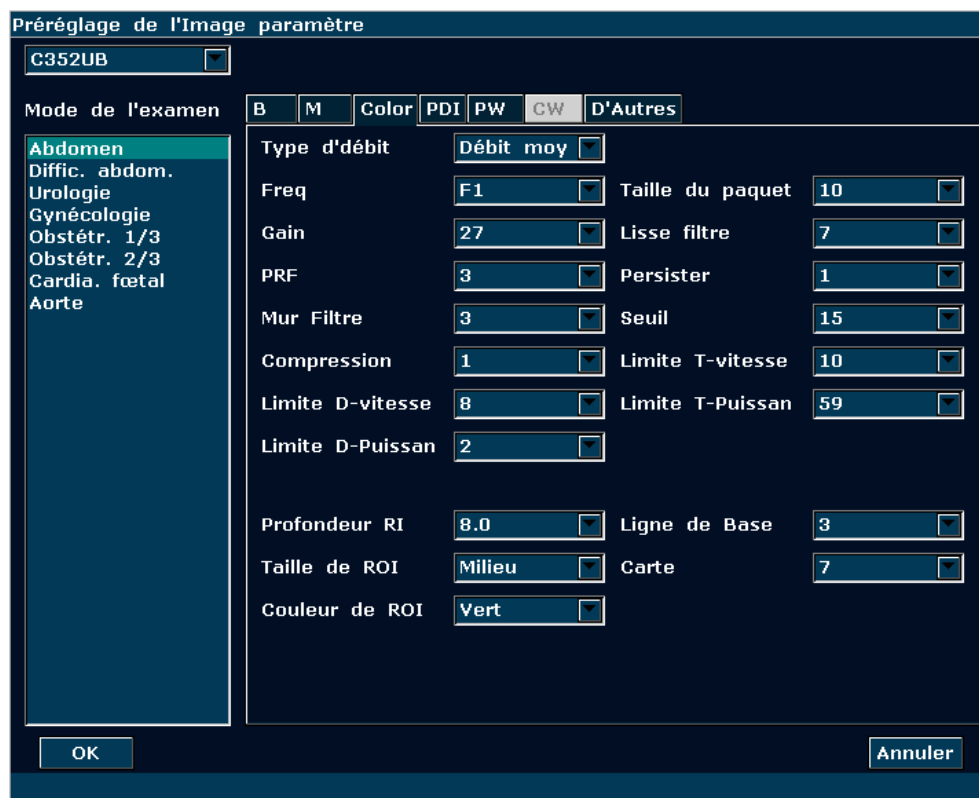 Préréglage de l'Image paramètre
C352UB
Mode de l'examen
B M Color PDI PW CW D'Autres
Abdomen
Diffic. abdom.
Urologie
Gynécologie
Obstétr. 1/3
Obstétr. 2/3
Cardia. fœtal
Aorte
Type d'débit Débit moy
Freq F1 Taille du paquet 10
Gain 27 Lisse filtre 7
PRF 3 Persister 1
Mur Filtre 3 Seuil 15
Compression 1 Limite T-vitesse 10
Limite D-vitesse 8 Limite T-Puissan 59
Limite D-Puissan 2
Profondeur RI 8.0 Ligne de Base 3
Taille de ROI Milieu Carte 7
Couleur de ROI Vert
OK Annuler